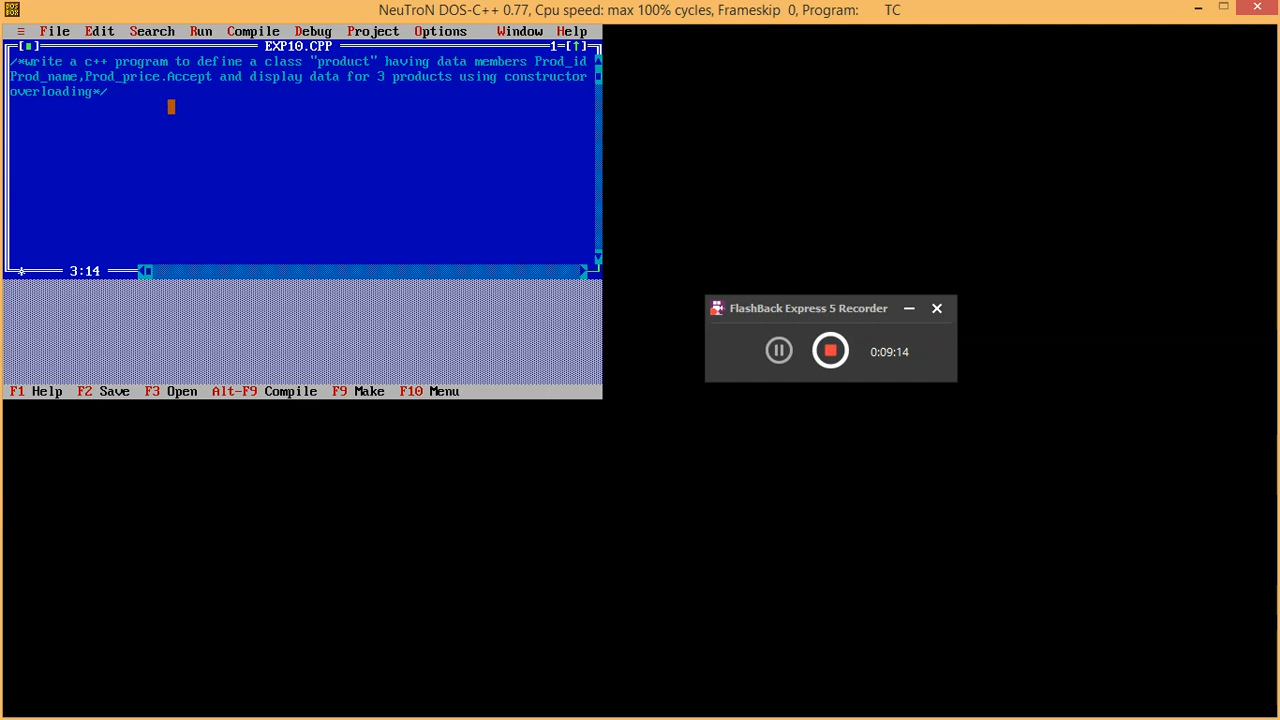 NeuTroN DOS-C++ 0.77, Cpu speed: max 100% cycles, Frameskip 0, Program: TC
DOS BOX
≡ File Edit Search Run Compile Debug Project Options Window Help
[■] EXP10.CPP 1=[↑]
/*write a c++ program to define a class "product" having data members Prod_id
Prod_name,Prod_price.Accept and display data for 3 products using constructor
overloading*/
* 3:14
F1 Help F2 Save F3 Open Alt-F9 Compile F9 Make F10 Menu
FlashBack Express 5 Recorder
0:09:14